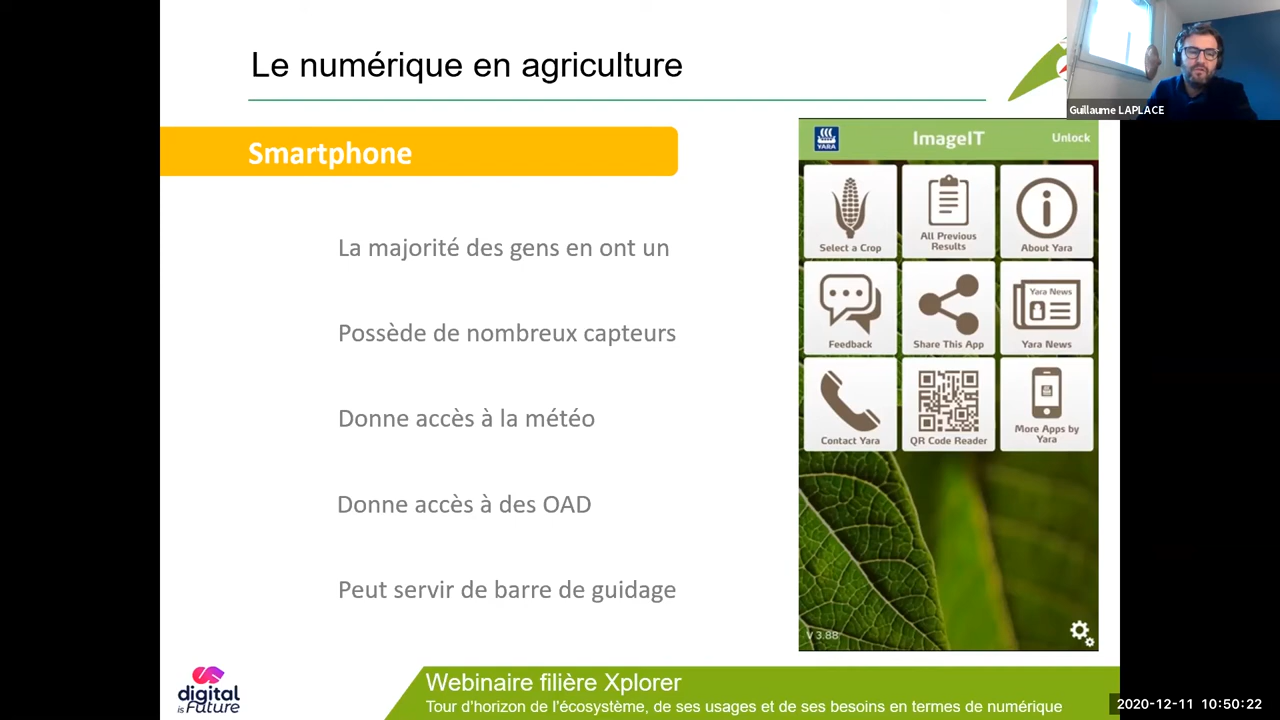 Le numérique en agriculture
Guillaume LAPLACE
Smartphone
La majorité des gens en ont un
Possède de nombreux capteurs
Donne accès à la météo
Donne accès à des OAD
Peut servir de barre de guidage
YARA
ImageIT
Unlock
Select a Crop
All Previous
Results
About Yara
Feedback
Share This App
Yara News
Yara News
Contact Yara
QR Code Reader
More Apps by
Yara
V 3.88
digital
is Future
Webinaire filière Xplorer
Tour d'horizon de l'écosystème, de ses usages et de ses besoins en termes de numérique
2020-12-11 10:50:22